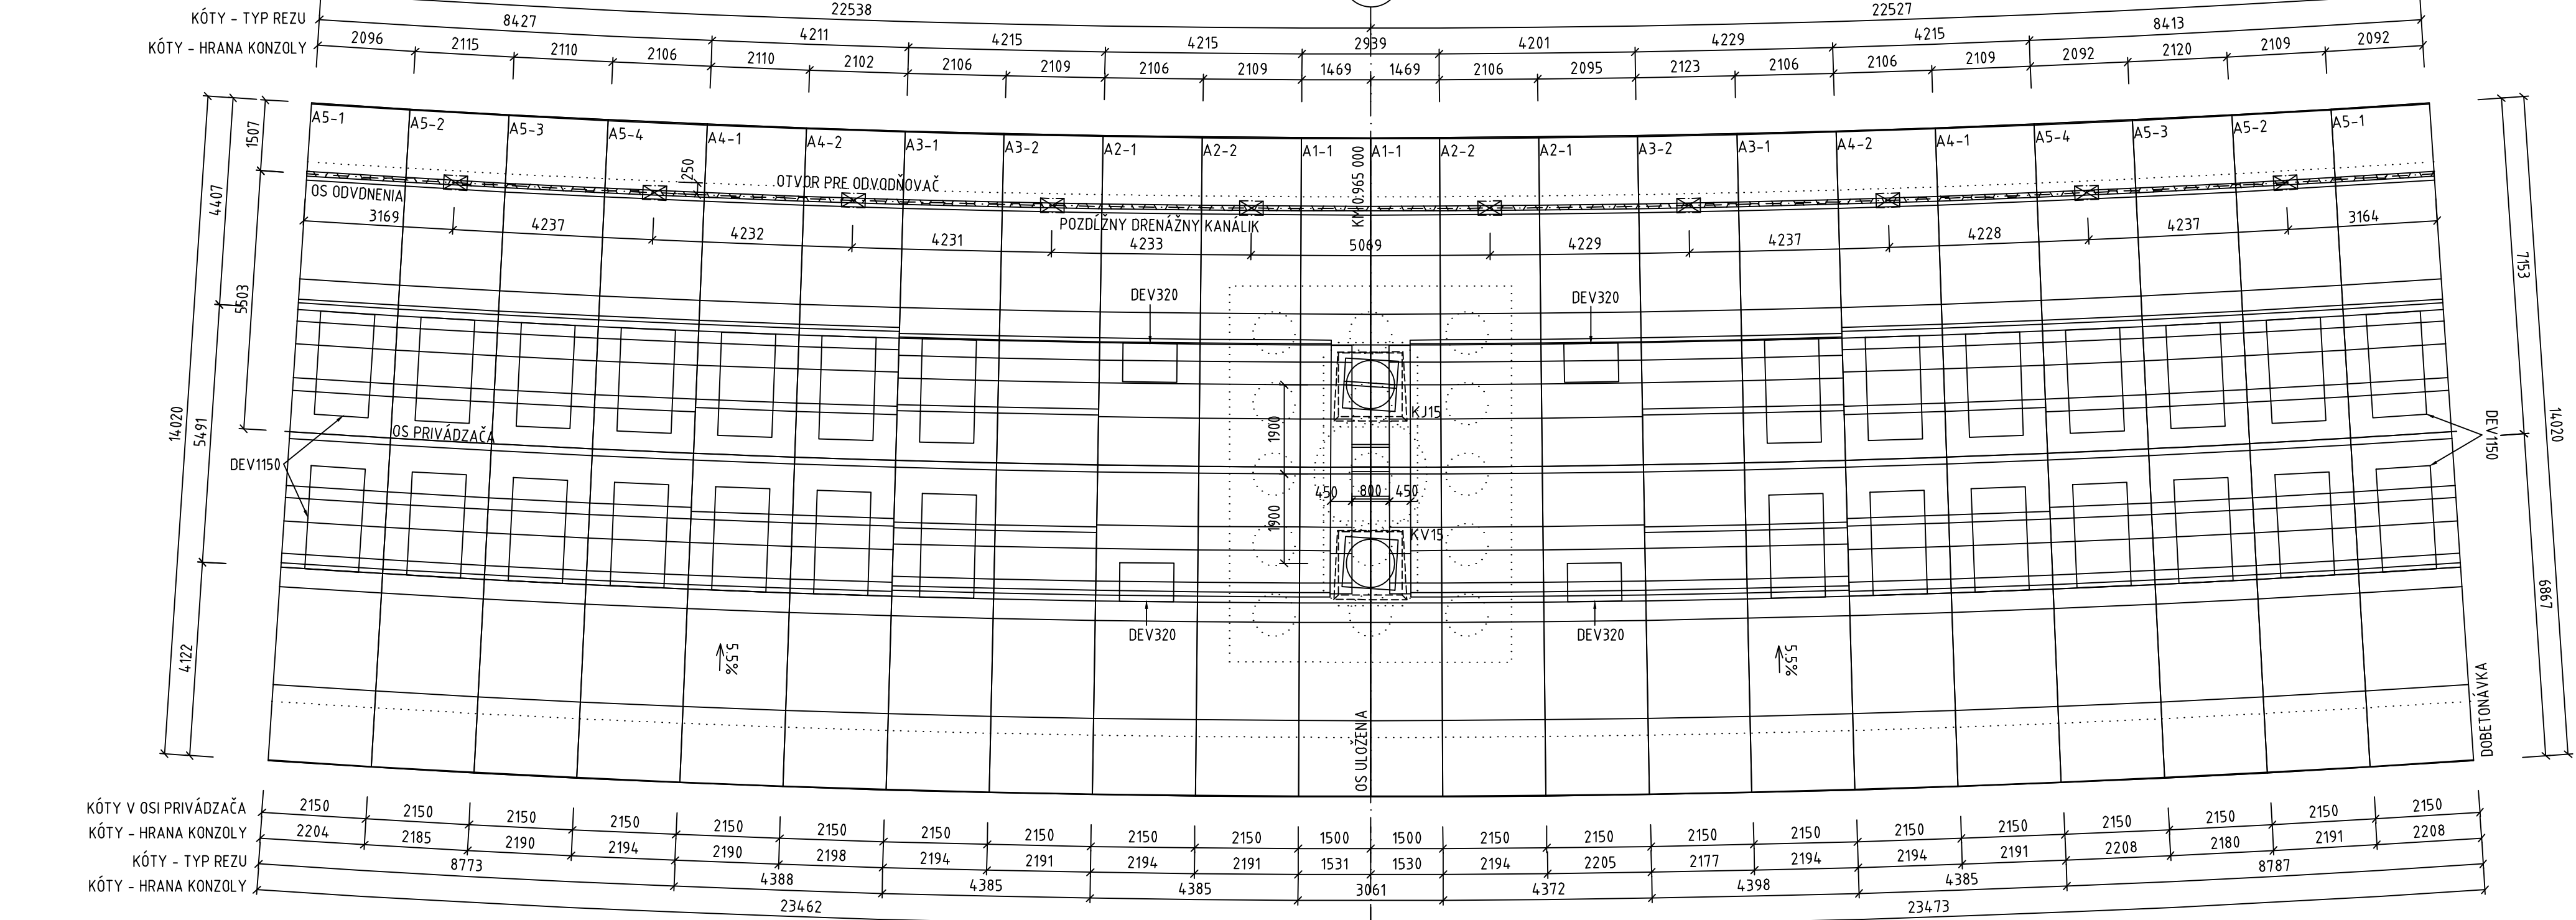 22538 22527
KÓTY - TYP REZU 8427 4211 4215 4215 2939 4201 4229 4215 8413
KÓTY - HRANA KONZOLY 2096 2115 2110 2106 2110 2102 2106 2109 2106 2109 1469 1469 2106 2095 2123 2106 2106 2109 2092 2120 2109 2092
A5-1 A5-2 A5-3 A5-4 A4-1 A4-2 A3-1 A3-2 A2-1 A2-2 A1-1 A1-1 A2-2 A2-1 A3-2 A3-1 A4-2 A4-1 A5-4 A5-3 A5-2 A5-1
1507
4407
5503
14020
5491
4122
KM 0.965 000
250
OTVOR PRE ODVODŇOVAČ
OS ODVDNENIA
POZDĹŽNY DRENÁŽNY KANÁLIK
3169 4237 4232 4231 4233 5069 4229 4237 4228 4237 3164
7153
14020
6867
DEV320 DEV320
KJ15
1900
OS PRIVÁDZAČA
DEV1150 DEV1150
450 800 450
1900
KV15
DEV320 DEV320
5.5% 5.5%
OS ULOŽENIA
DOBETONÁVKA
KÓTY V OSI PRIVÁDZAČA 2150 2150 2150 2150 2150 2150 2150 2150 2150 2150 1500 1500 2150 2150 2150 2150 2150 2150 2150 2150 2150 2150
KÓTY - HRANA KONZOLY 2204 2185 2190 2194 2190 2198 2194 2191 2194 2191 1531 1530 2194 2205 2177 2194 2194 2191 2208 2180 2191 2208
KÓTY - TYP REZU 8773 4388 4385 4385 3061 4372 4398 4385 8787
KÓTY - HRANA KONZOLY 23462 23473